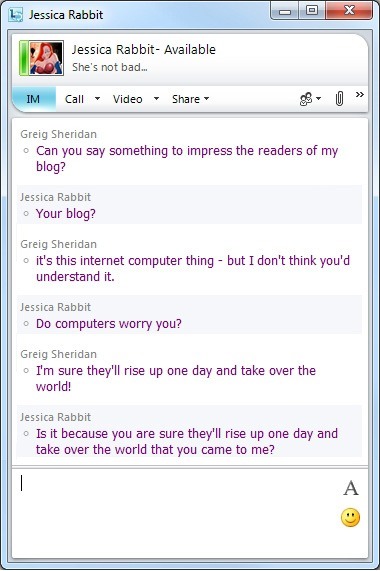 Jessica Rabbit
Jessica Rabbit- Available
She's not bad...
IM Call Video Share
Greig Sheridan
Can you say something to impress the readers of my
blog?
Jessica Rabbit
Your blog?
Greig Sheridan
it's this internet computer thing - but I don't think you'd
understand it.
Jessica Rabbit
Do computers worry you?
Greig Sheridan
I'm sure they'll rise up one day and take over the
world!
Jessica Rabbit
Is it because you are sure they'll rise up one day and
take over the world that you came to me?
A